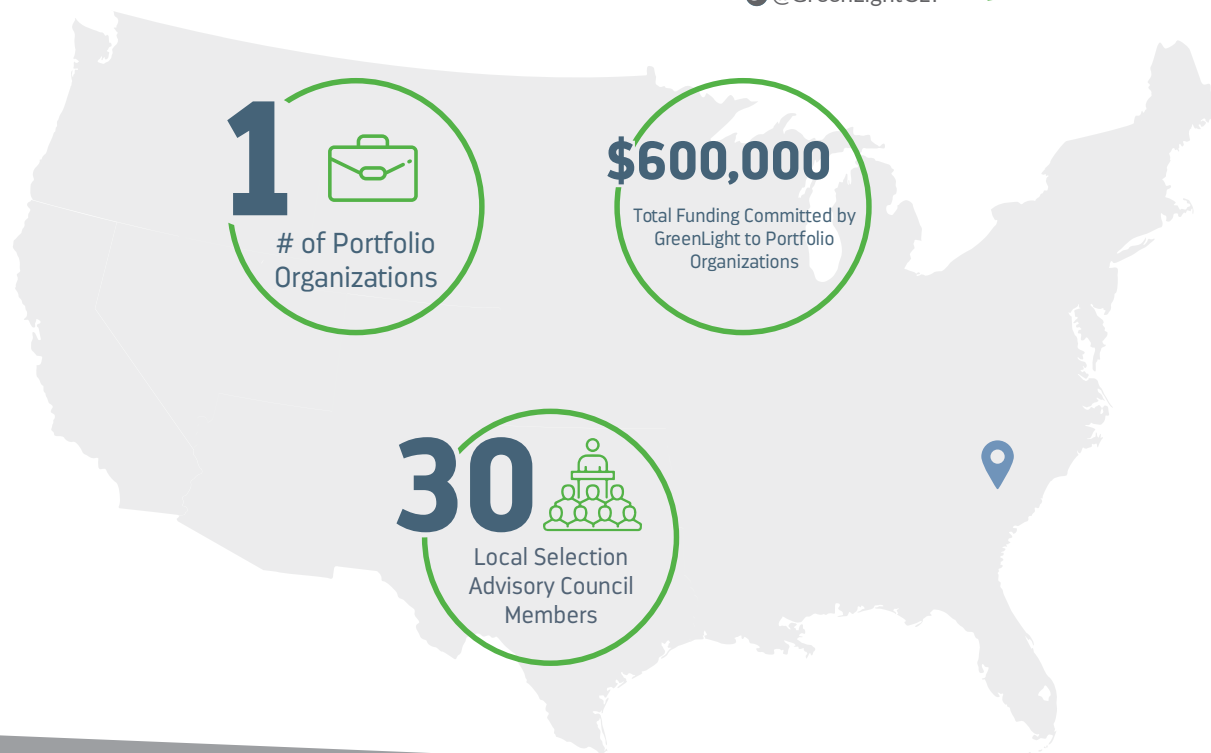 1
# of Portfolio
Organizations
$600,000
Total Funding Committed by
GreenLight to Portfolio
Organizations
30
Local Selection
Advisory Council
Members